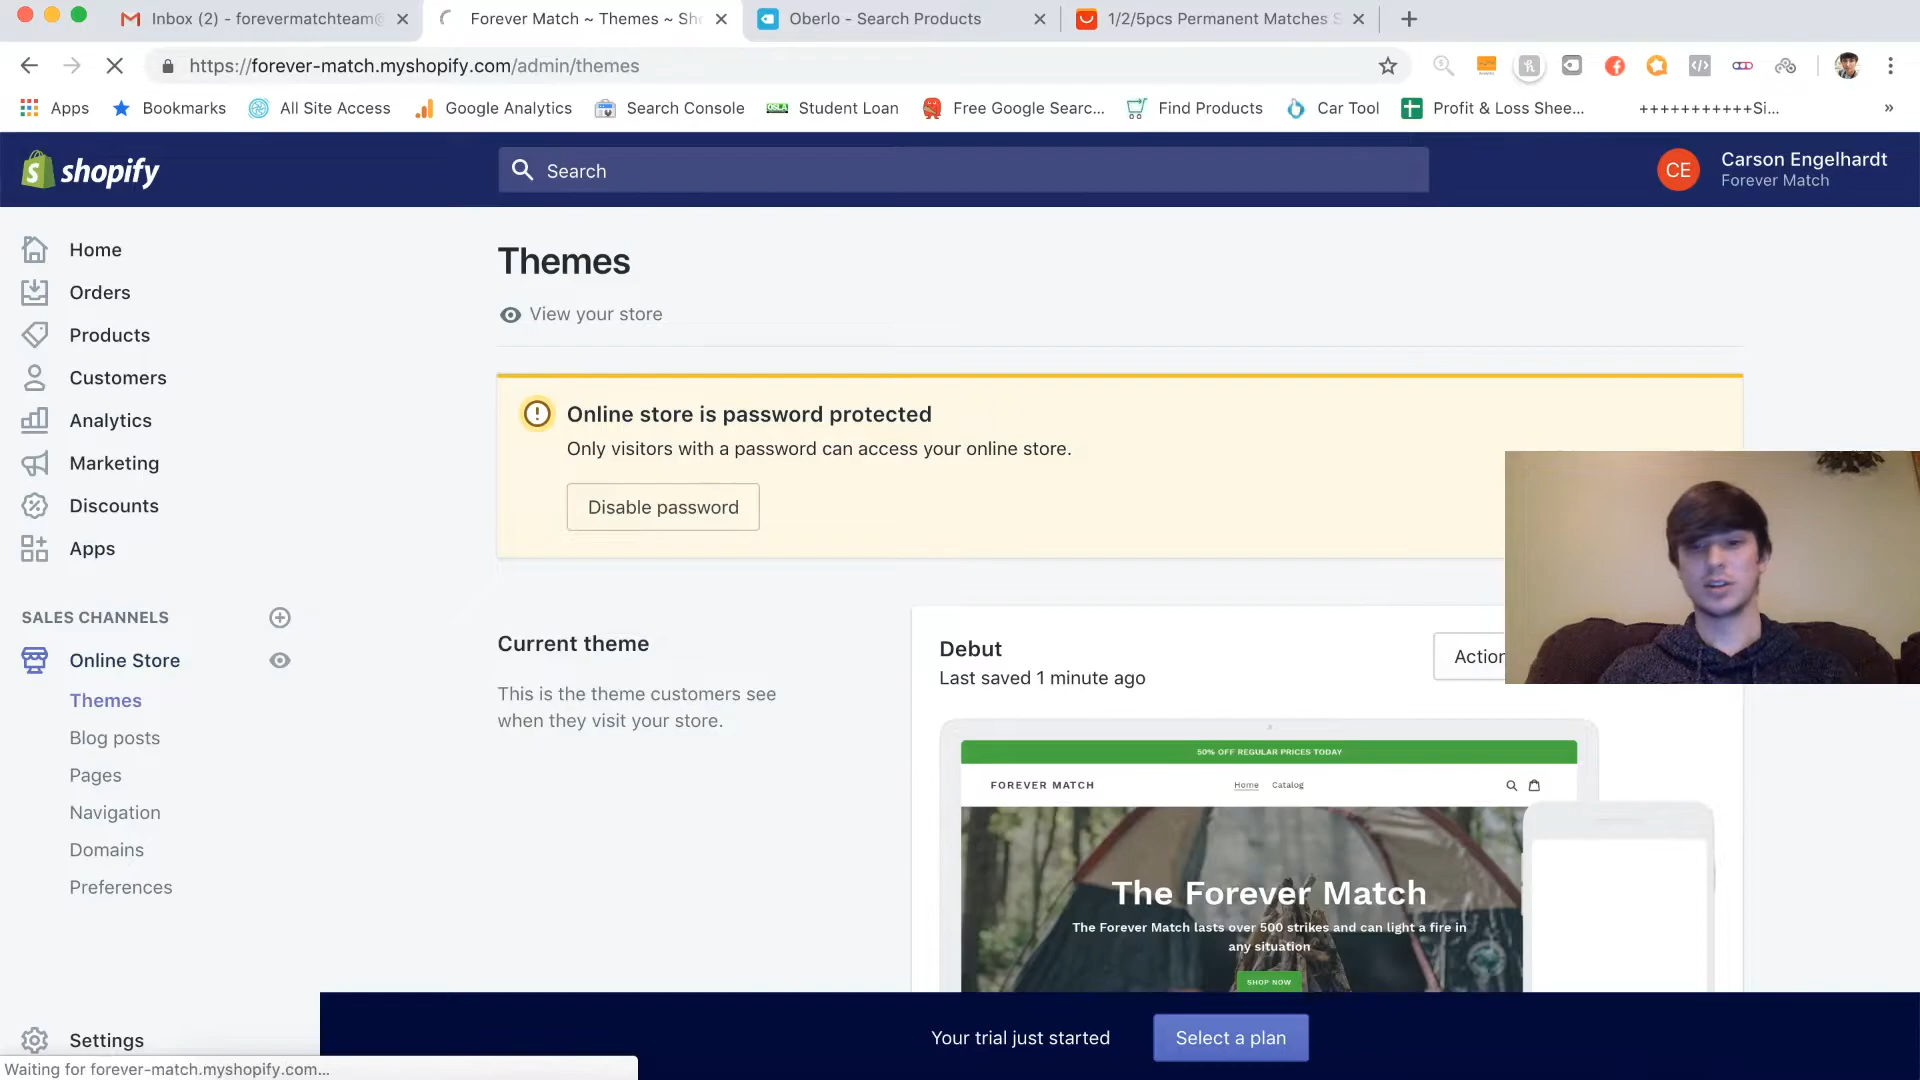 Inbox (2) - forevermatchteam@
Forever Match ~ Themes ~ Sho
Oberlo - Search Products
1/2/5pcs Permanent Matches S
https://forever-match.myshopify.com/admin/themes
Apps
Bookmarks
All Site Access
Google Analytics
Search Console
Student Loan
Free Google Searc...
Find Products
Car Tool
Profit & Loss Shee...
+++++++++++Si...
»
shopify
Search
CE
Carson Engelhardt
Forever Match
Home
Orders
Products
Customers
Analytics
Marketing
Discounts
Apps
SALES CHANNELS
Online Store
Themes
Blog posts
Pages
Navigation
Domains
Preferences
Settings
Themes
View your store
Online store is password protected
Only visitors with a password can access your online store.
Disable password
Current theme
This is the theme customers see
when they visit your store.
Debut
Last saved 1 minute ago
Action
50% OFF REGULAR PRICES TODAY
FOREVER MATCH
Home
Catalog
The Forever Match
The Forever Match lasts over 500 strikes and can light a fire in
any situation
SHOP NOW
Your trial just started
Select a plan
Waiting for forever-match.myshopify.com...